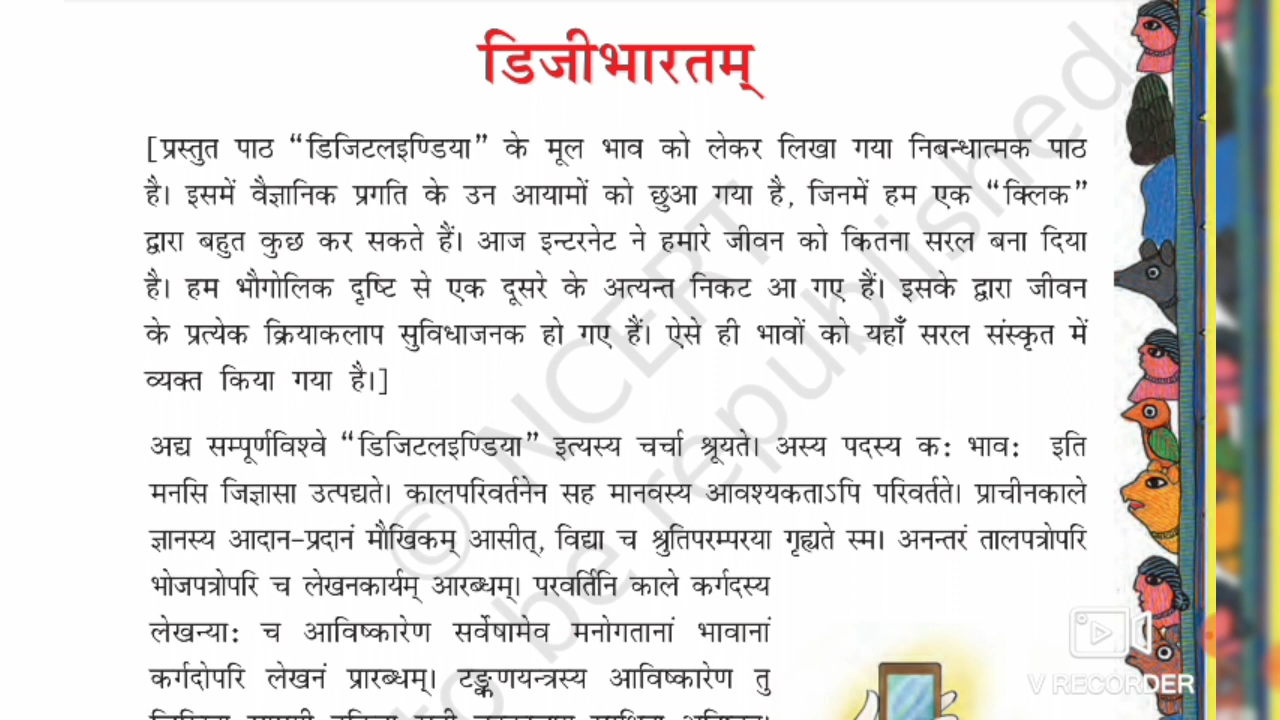 डिजीभारतम्
[प्रस्तुत पाठ “डिजिटलइण्डिया” के मूल भाव को लेकर लिखा गया निबन्धात्मक पाठ
है। इसमें वैज्ञानिक प्रगति के उन आयामों को छुआ गया है, जिनमें हम एक “क्लिक”
द्वारा बहुत कुछ कर सकते हैं। आज इन्टरनेट ने हमारे जीवन को कितना सरल बना दिया
है। हम भौगोलिक दृष्टि से एक दूसरे के अत्यन्त निकट आ गए हैं। इसके द्वारा जीवन
के प्रत्येक क्रियाकलाप सुविधाजनक हो गए हैं। ऐसे ही भावों को यहाँ सरल संस्कृत में
व्यक्त किया गया है।]
अद्य सम्पूर्णविश्वे “डिजिटलइण्डिया” इत्यस्य चर्चा श्रूयते। अस्य पदस्य कः भावः इति
मनसि जिज्ञासा उत्पद्यते। कालपरिवर्तनेन सह मानवस्य आवश्यकताऽपि परिवर्तते। प्राचीनकाले
ज्ञानस्य आदान-प्रदानं मौखिकम् आसीत्, विद्या च श्रुतिपरम्परया गृह्यते स्म। अनन्तरं तालपत्रोपरि
भोजपत्रोपरि च लेखनकार्यम् आरब्धम्। परवर्तिनि काले कर्गदस्य
लेखन्याः च आविष्कारेण सर्वेषामेव मनोगतानां भावानां
कर्गदोपरि लेखनं प्रारब्धम्। टङ्कणयन्त्रस्य आविष्कारेण तु
© NCERT
to be republished
V RECORDER